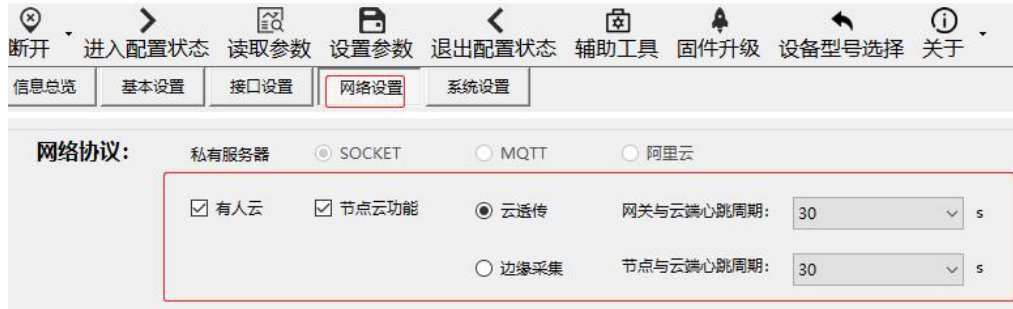 断开 进入配置状态 读取参数 设置参数 退出配置状态 辅助工具 固件升级 设备型号选择 关于
信息总览 基本设置 接口设置 网络设置 系统设置
网络协议： 私有服务器 SOCKET MQTT 阿里云
有人云 节点云功能 云透传 网关与云端心跳周期： 30 s
边缘采集 节点与云端心跳周期： 30 s